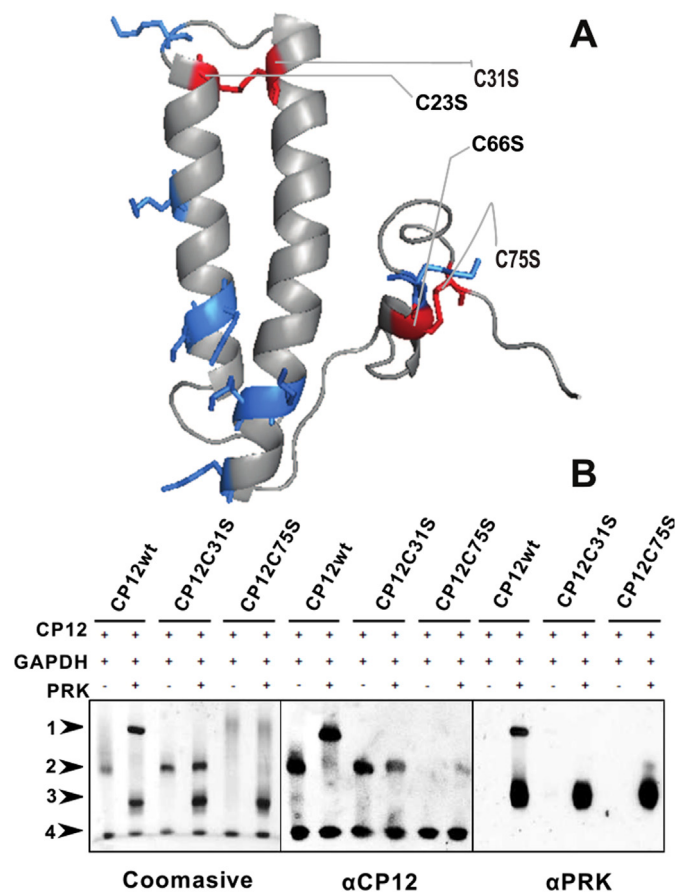 A
C31S
C23S
C66S
C75S
B
CP12wt CP12C31S CP12C75S CP12wt CP12C31S CP12C75S CP12wt CP12C31S CP12C75S
CP12 + + + + + + + + + + + + + + + + + +
GAPDH + + + + + + + + + + + + + + + + + +
PRK - + - + - + - + - + - + - + - + - +
1
2
3
4
Coomasive αCP12 αPRK